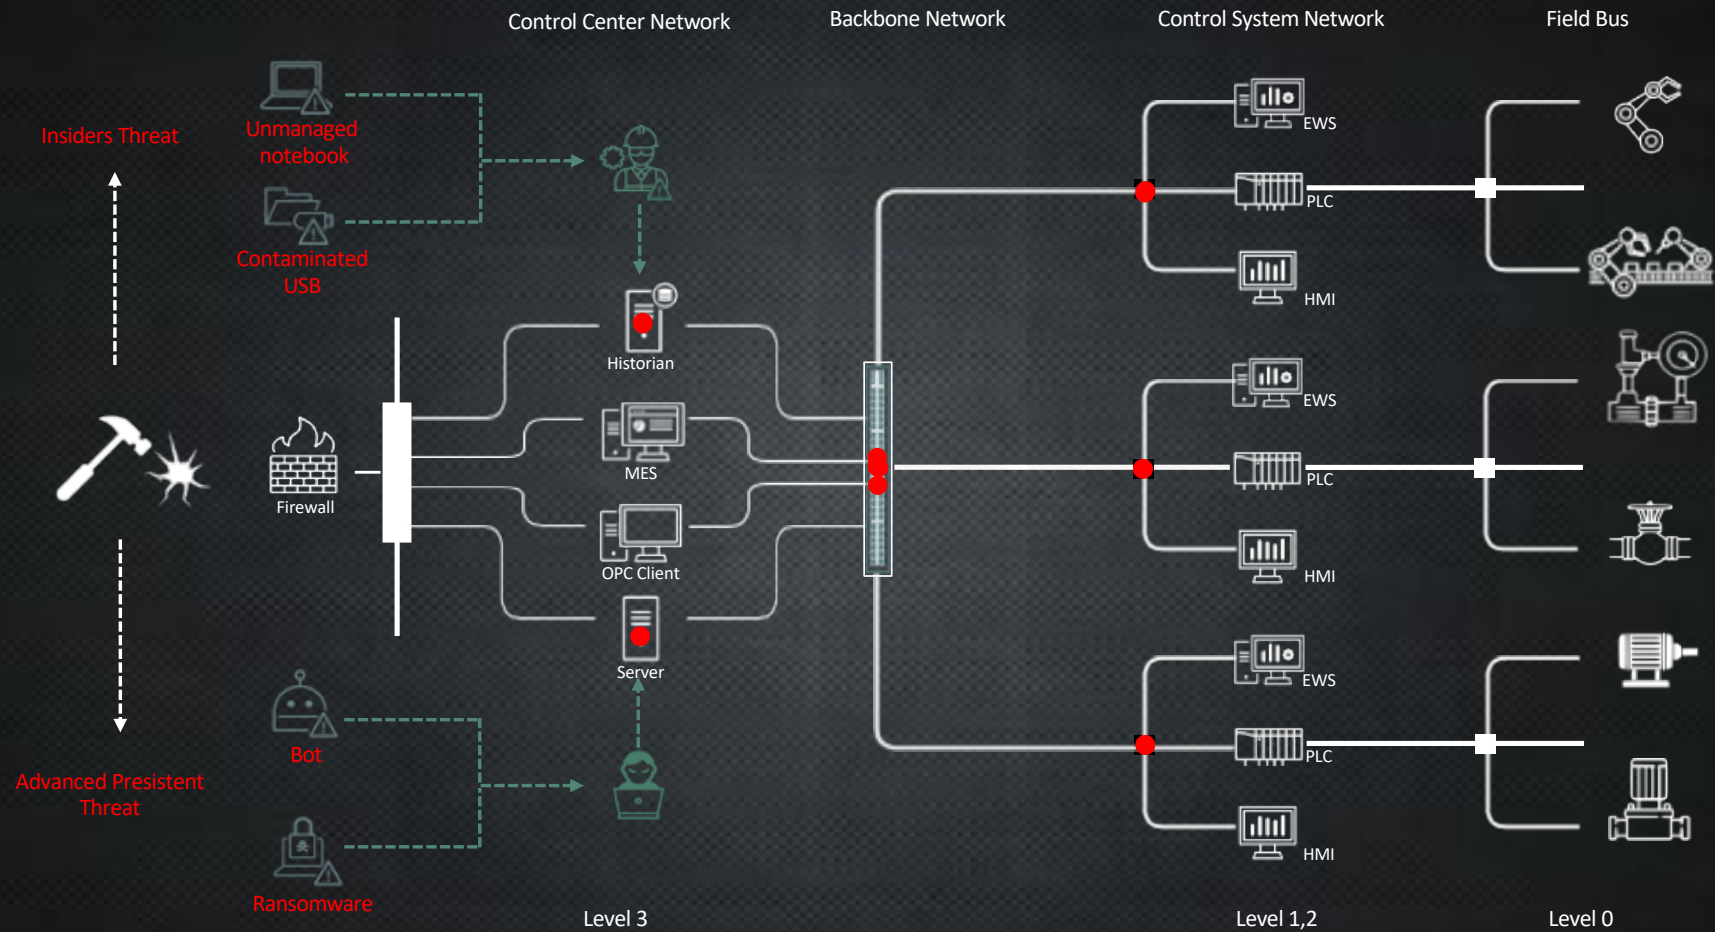 Control Center Network
Backbone Network
Control System Network
Field Bus
Insiders Threat
Unmanaged
notebook
Contaminated
USB
EWS
PLC
HMI
Historian
MES
OPC Client
Server
Firewall
EWS
PLC
HMI
EWS
PLC
HMI
Bot
Advanced Presistent
Threat
Ransomware
Level 3
Level 1,2
Level 0